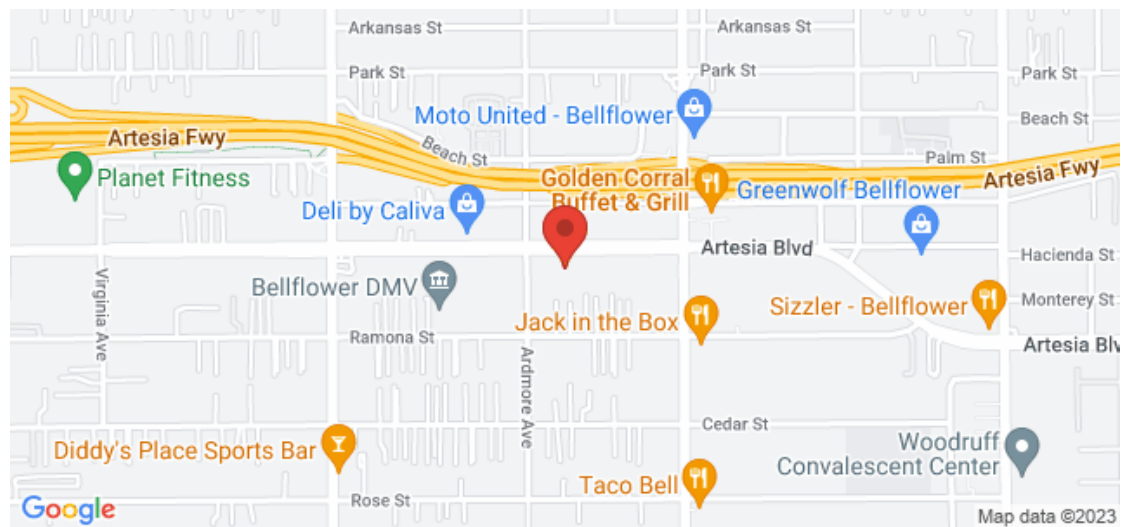 Arkansas St
Arkansas St
Park St
Park St
Park St
Moto United - Bellflower
Beach St
Beach St
Artesia Fwy
Palm St
Artesia Fwy
Planet Fitness
Golden Corral
Buffet & Grill
Greenwolf Bellflower
Deli by Caliva
Artesia Blvd
Hacienda St
Virginia Ave
Bellflower DMV
Monterey St
Sizzler - Bellflower
Jack in the Box
Ramona St
Artesia Blv
Ardmore Ave
Cedar St
Diddy's Place Sports Bar
Woodruff
Convalescent Center
Taco Bell
Rose St
Google
Map data ©2023